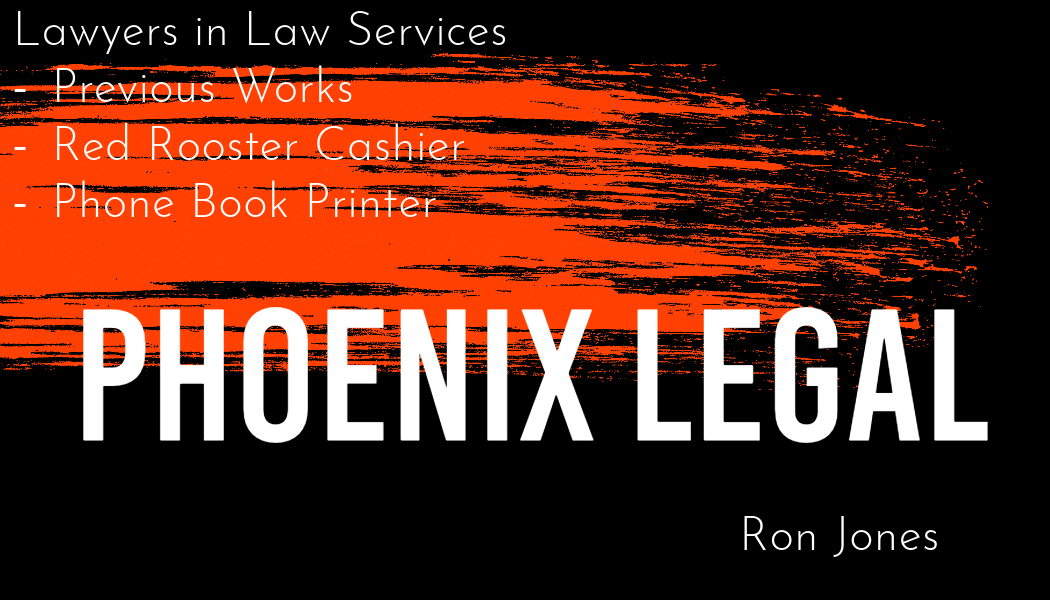 Lawyers in Law Services
- Previous Works
- Red Rooster Cashier
- Phone Book Printer
PHOENIX LEGAL
Ron Jones